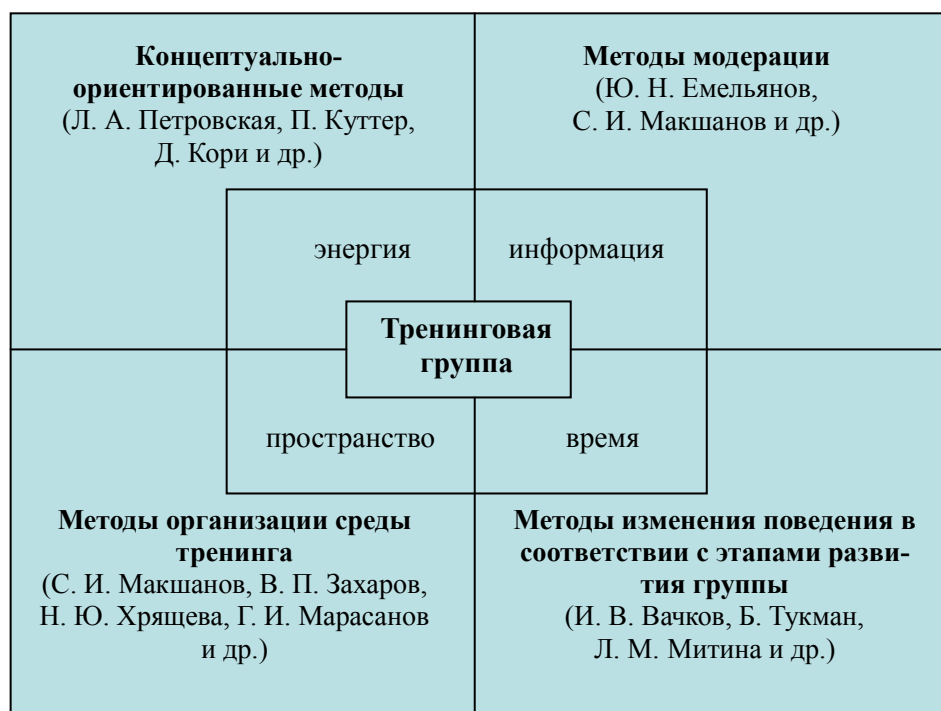 Концептуально-
ориентированные методы
(Л. А. Петровская, П. Куттер,
Д. Кори и др.)
Методы модерации
(Ю. Н. Емельянов,
С. И. Макшанов и др.)
энергия
информация
Тренинговая
группа
пространство
время
Методы организации среды
тренинга
(С. И. Макшанов, В. П. Захаров,
Н. Ю. Хрящева, Г. И. Марасанов
и др.)
Методы изменения поведения в
соответствии с этапами разви-
тия группы
(И. В. Вачков, Б. Тукман,
Л. М. Митина и др.)